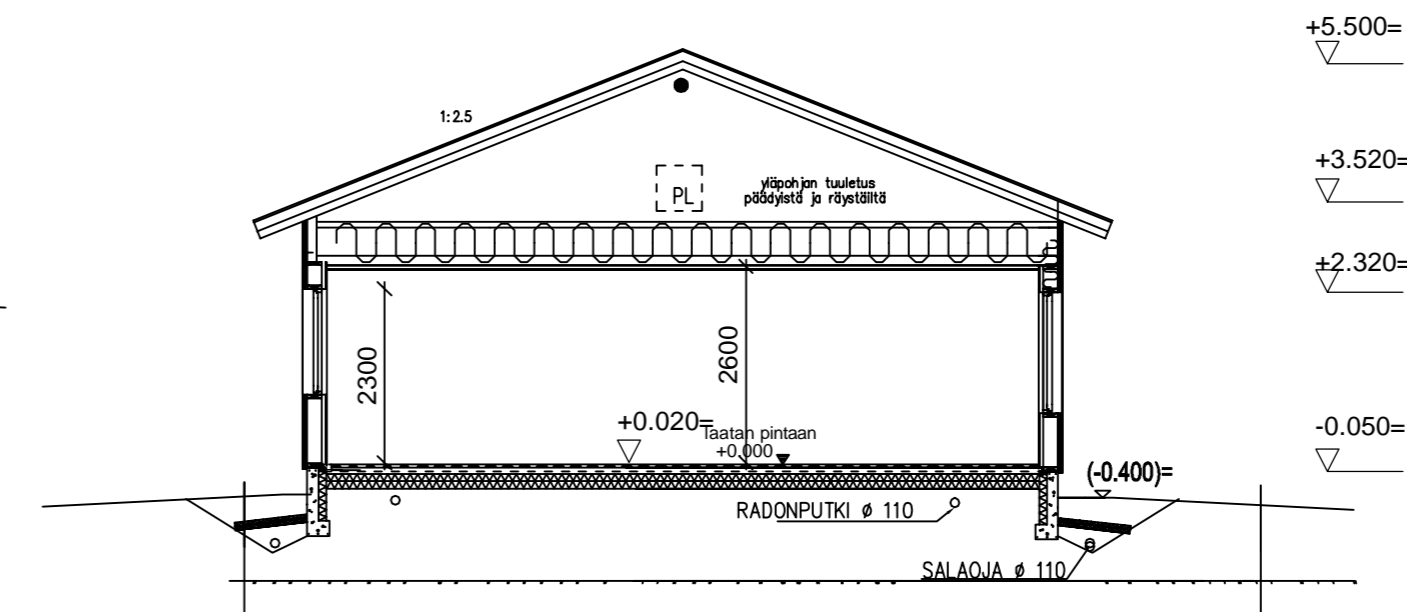 +5.500=
1:2.5
+3.520=
PL
yläpohjan tuuletus
päädyistä ja räystäiltä
+2.320=
2300
2600
+0.020=
Taatan pintaan
+0.000
-0.050=
(-0.400)=
RADONPUTKI Ø 110
SALAOJA Ø 110